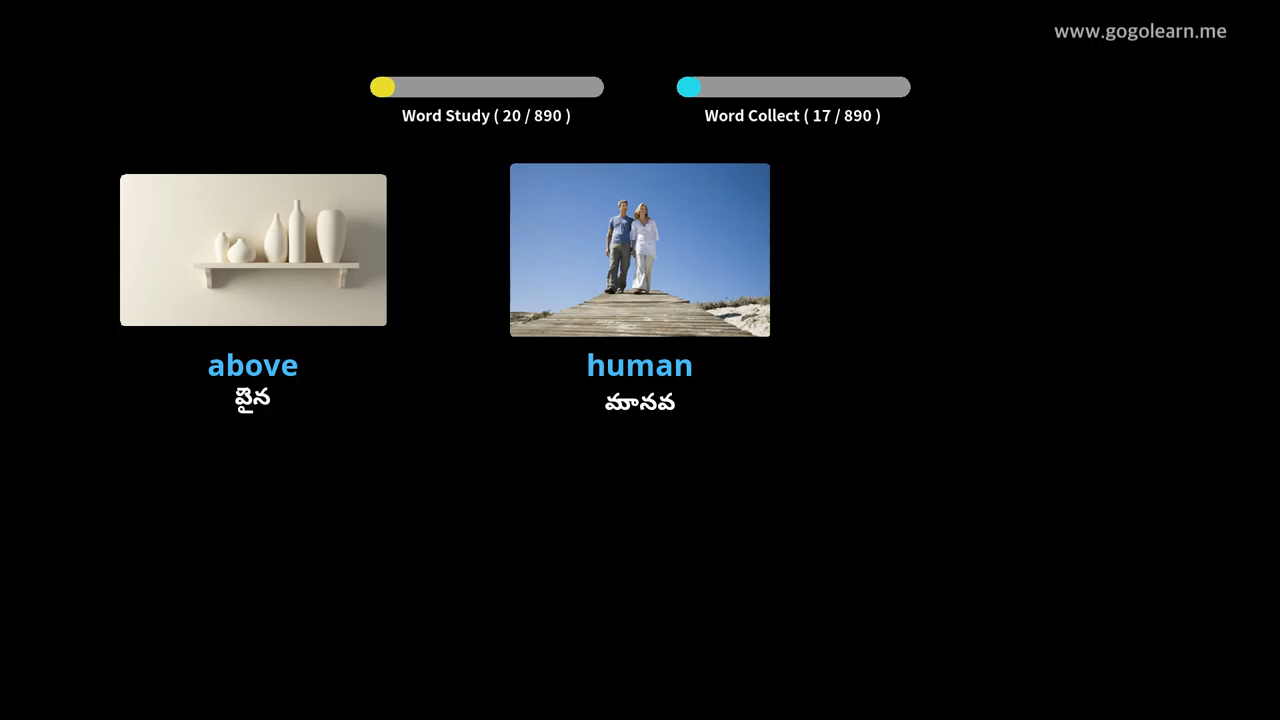 www.gogolearn.me
Word Study ( 20 / 890 )
Word Collect ( 17 / 890 )
above
పైన
human
మానవ